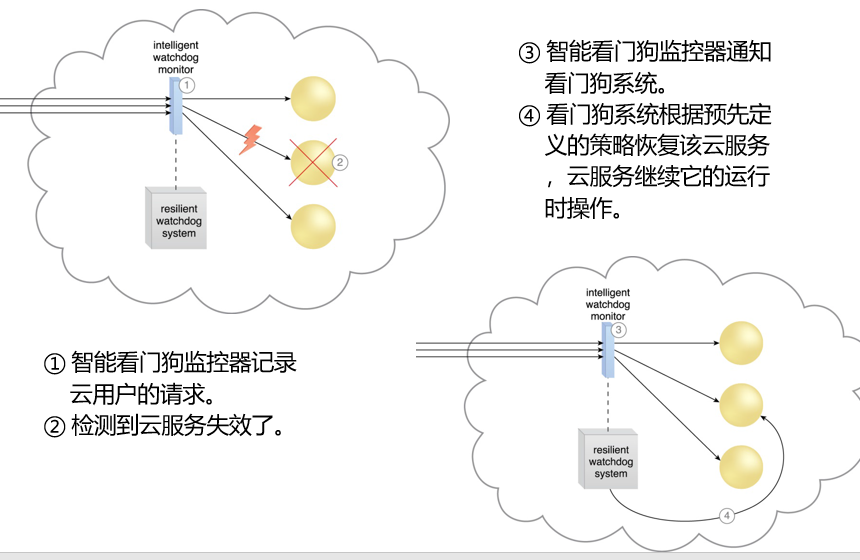 intelligent
watchdog
monitor
①
②
resilient
watchdog
system
③ 智能看门狗监控器通知
看门狗系统。
④ 看门狗系统根据预先定
义的策略恢复该云服务
，云服务继续它的运行
时操作。
① 智能看门狗监控器记录
云用户的请求。
② 检测到云服务失效了。
intelligent
watchdog
monitor
③
resilient
watchdog
system
④